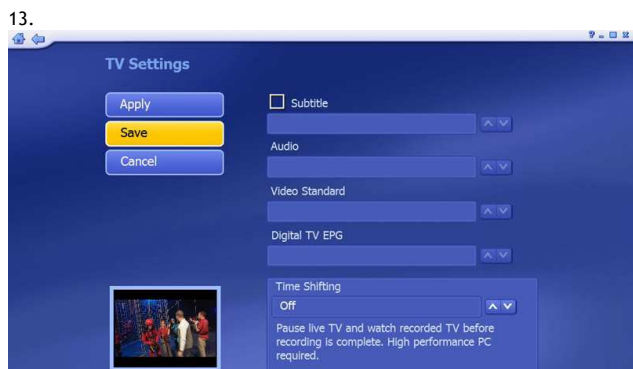 13.
TV Settings
Apply
Save
Cancel
Subtitle
Audio
Video Standard
Digital TV EPG
Time Shifting
Off
Pause live TV and watch recorded TV before
recording is complete. High performance PC
required.